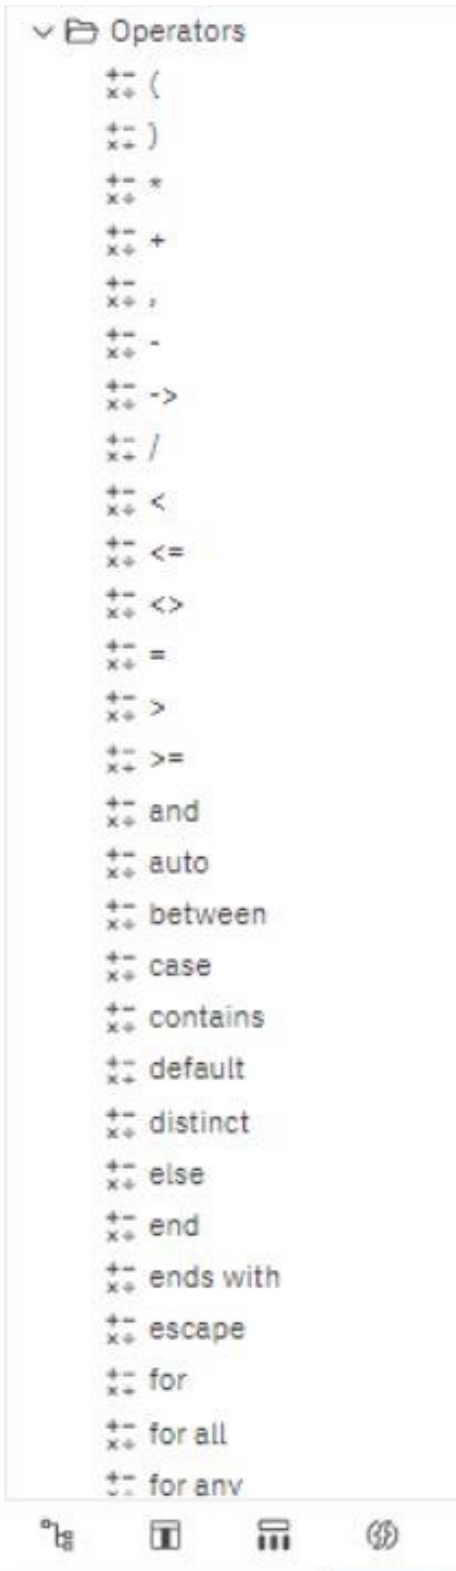 Operators
(
)
*
+
,
-
->
/
<
<=
<>
=
>
>=
and
auto
between
case
contains
default
distinct
else
end
ends with
escape
for
for all
for any